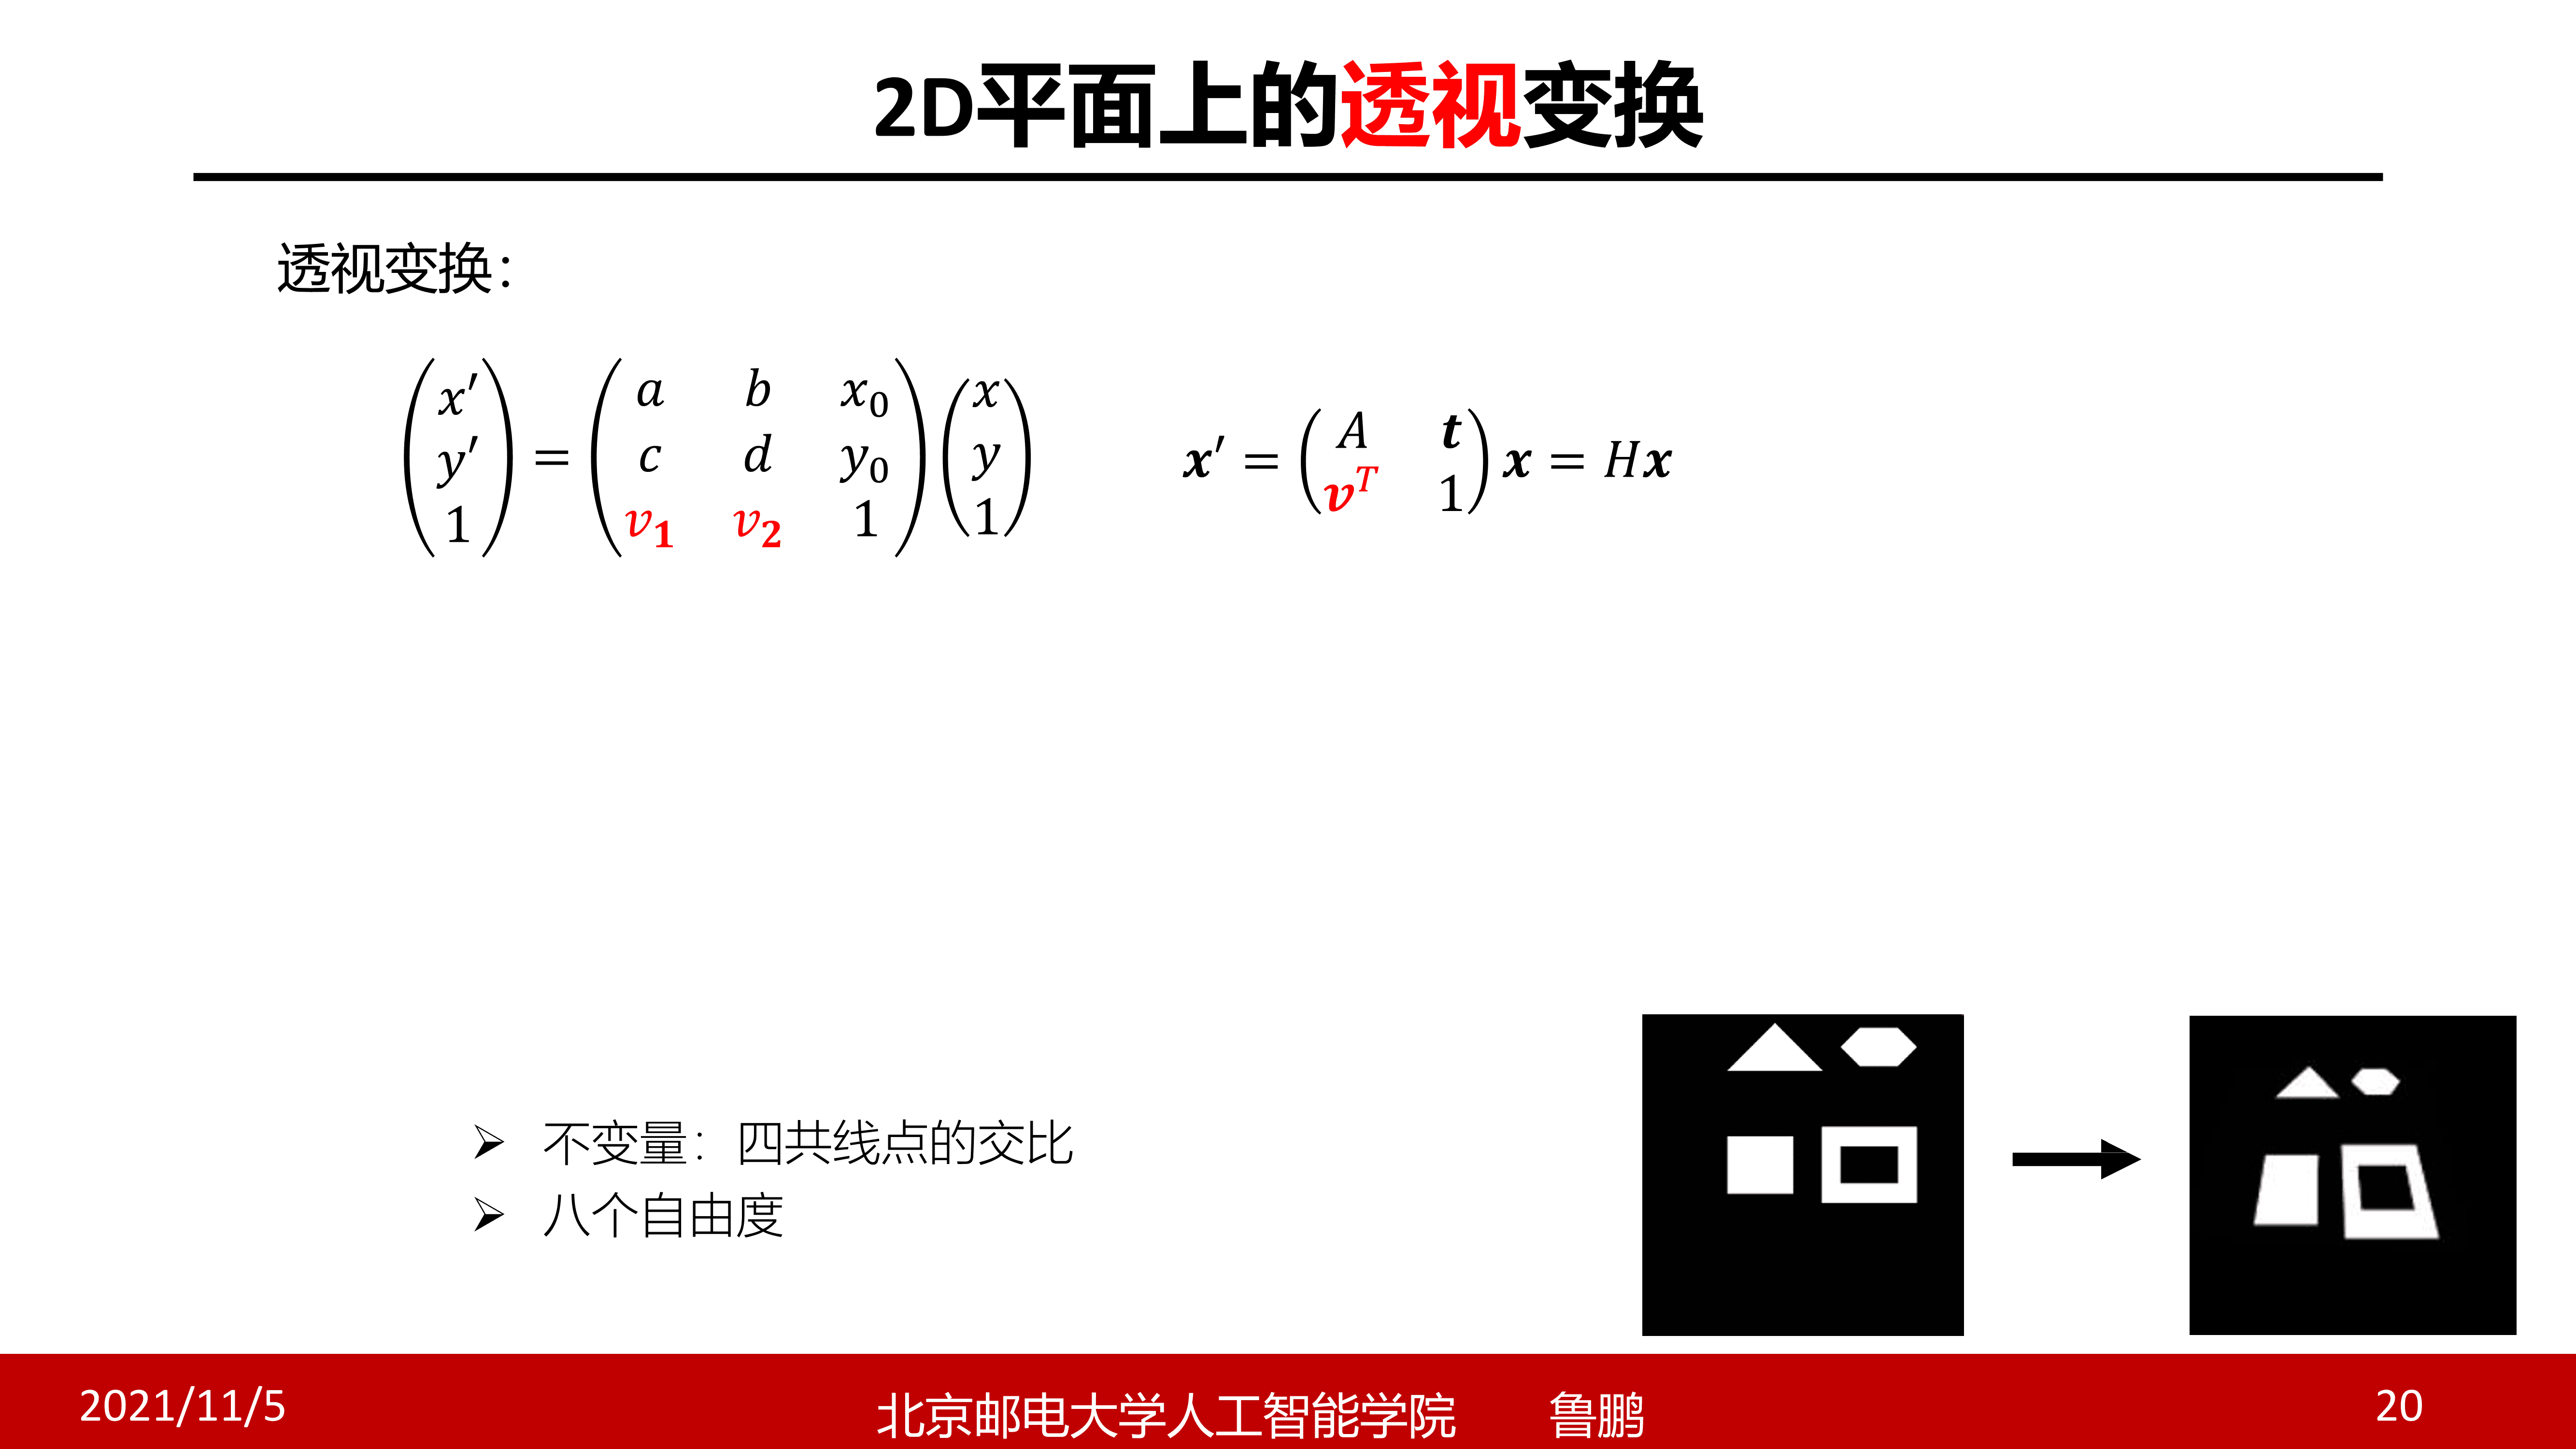 2D平面上的透视变换
透视变换：
$\begin{pmatrix} x' \\ y' \\ 1 \end{pmatrix} = \begin{pmatrix} a & b & x_0 \\ c & d & y_0 \\ v_1 & v_2 & 1 \end{pmatrix} \begin{pmatrix} x \\ y \\ 1 \end{pmatrix}$ $\boldsymbol{x}' = \begin{pmatrix} A & \boldsymbol{t} \\ \boldsymbol{v}^T & 1 \end{pmatrix} \boldsymbol{x} = H\boldsymbol{x}$
➢ 不变量：四共线点的交比
➢ 八个自由度
2021/11/5 北京邮电大学人工智能学院 鲁鹏 20